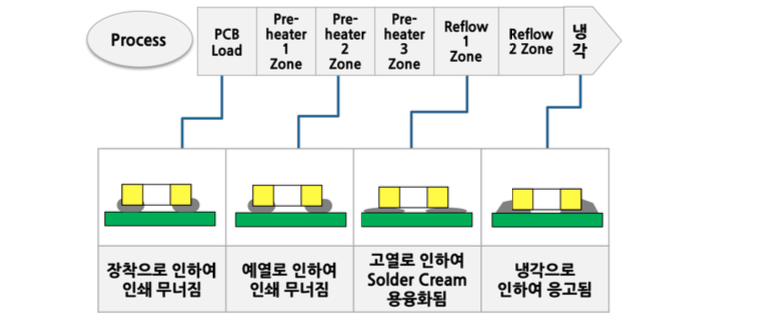 Process
PCB
Load
Pre-
heater
1
Zone
Pre-
heater
2
Zone
Pre-
heater
3
Zone
Reflow
1
Zone
Reflow
2 Zone
냉
각
장착으로 인하여
인쇄 무너짐
예열로 인하여
인쇄 무너짐
고열로 인하여
Solder Cream
용융화됨
냉각으로
인하여 응고됨